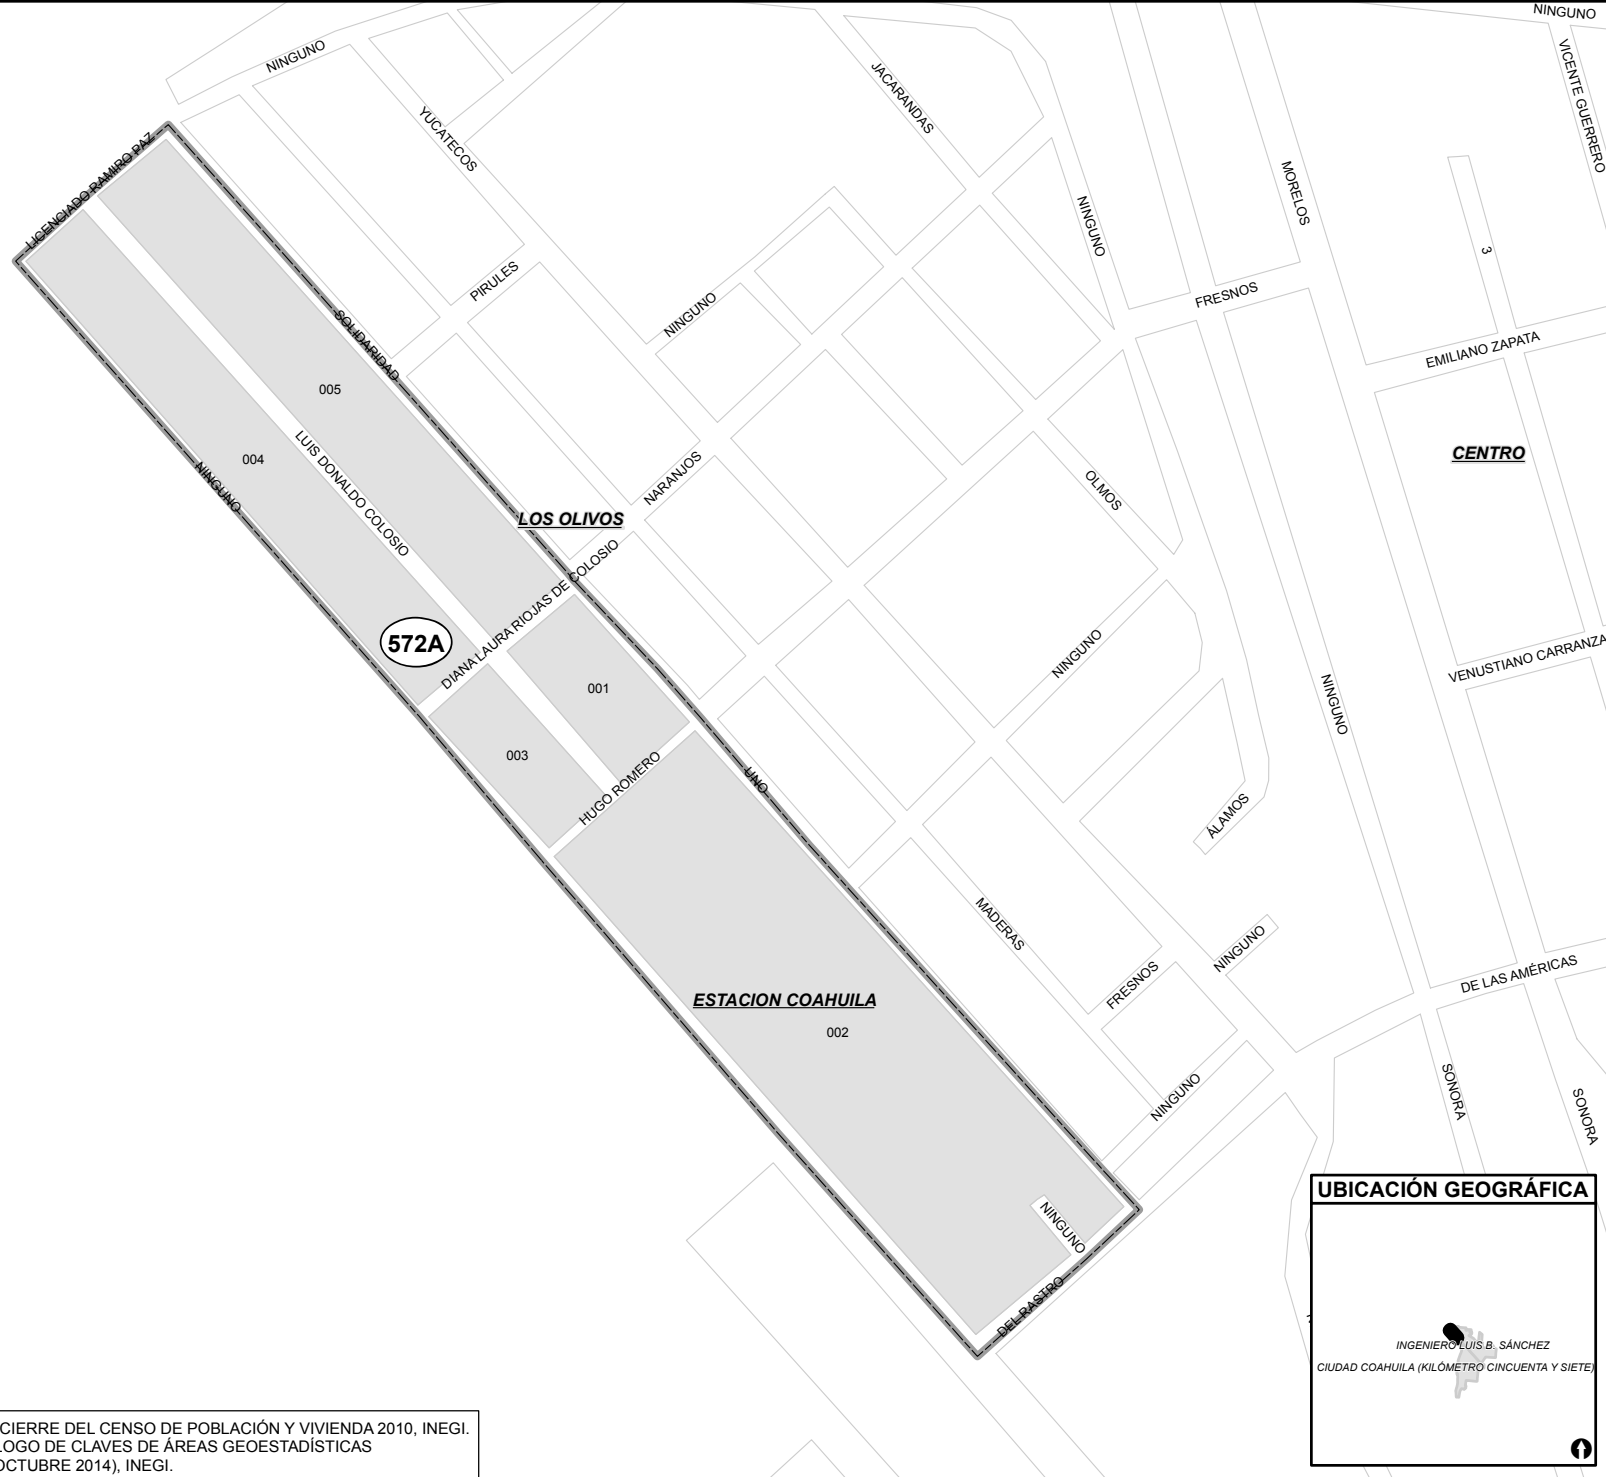 NINGUNO
NINGUNO
VICENTE GUERRERO
JACARANDAS
YUCATECOS
LICENCIADO RAMIRO PAZ
MORELOS
NINGUNO
3
PIRULES
FRESNOS
NINGUNO
SOLIDARIDAD
EMILIANO ZAPATA
005
LUIS DONALDO COLOSIO
004
NINGUNO
CENTRO
NARANJOS
OLMOS
LOS OLIVOS
DIANA LAURA RIOJAS DE COLOSIO
572A
NINGUNO
VENUSTIANO CARRANZA
001
NINGUNO
003
HUGO ROMERO
UNO
ÁLAMOS
MADERAS
NINGUNO
FRESNOS
DE LAS AMÉRICAS
ESTACION COAHUILA
002
SONORA
SONORA
NINGUNO
NINGUNO
DEL RASTRO
UBICACIÓN GEOGRÁFICA
INGENIERO LUIS B. SÁNCHEZ
CIUDAD COAHUILA (KILÓMETRO CINCUENTA Y SIETE)
CIERRE DEL CENSO DE POBLACIÓN Y VIVIENDA 2010, INEGI.
LOGO DE CLAVES DE ÁREAS GEOESTADÍSTICAS
OCTUBRE 2014), INEGI.